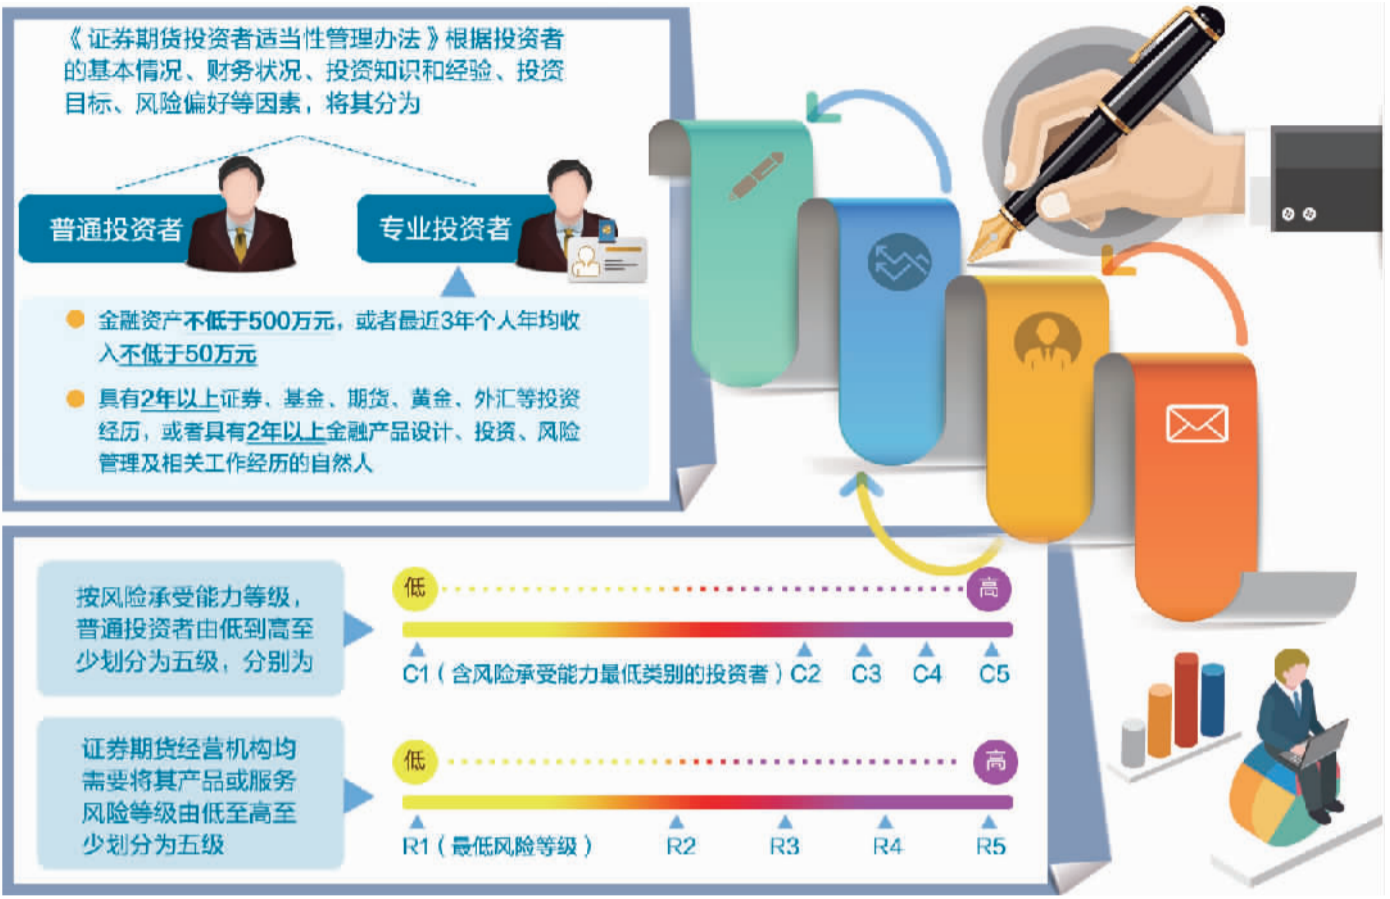 《证券期货投资者适当性管理办法》根据投资者
的基本情况、财务状况、投资知识和经验、投资
目标、风险偏好等因素，将其分为
普通投资者
专业投资者
金融资产不低于500万元，或者最近3年个人年均收
入不低于50万元
具有2年以上证券、基金、期货、黄金、外汇等投资
经历，或者具有2年以上金融产品设计、投资、风险
管理及相关工作经历的自然人
按风险承受能力等级，
普通投资者由低到高至
少划分为五级，分别为
低
高
C1（含风险承受能力最低类别的投资者）C2 C3 C4 C5
证券期货经营机构均
需要将其产品或服务
风险等级由低至高至
少划分为五级
低
高
R1（最低风险等级） R2 R3 R4 R5